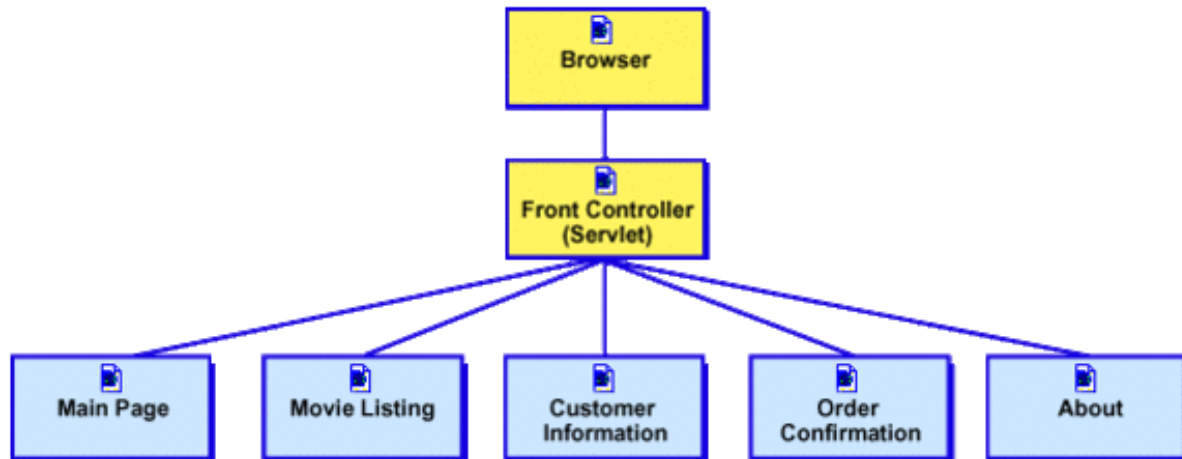 Browser
Front Controller
(Servlet)
Main Page
Movie Listing
Customer
Information
Order
Confirmation
About